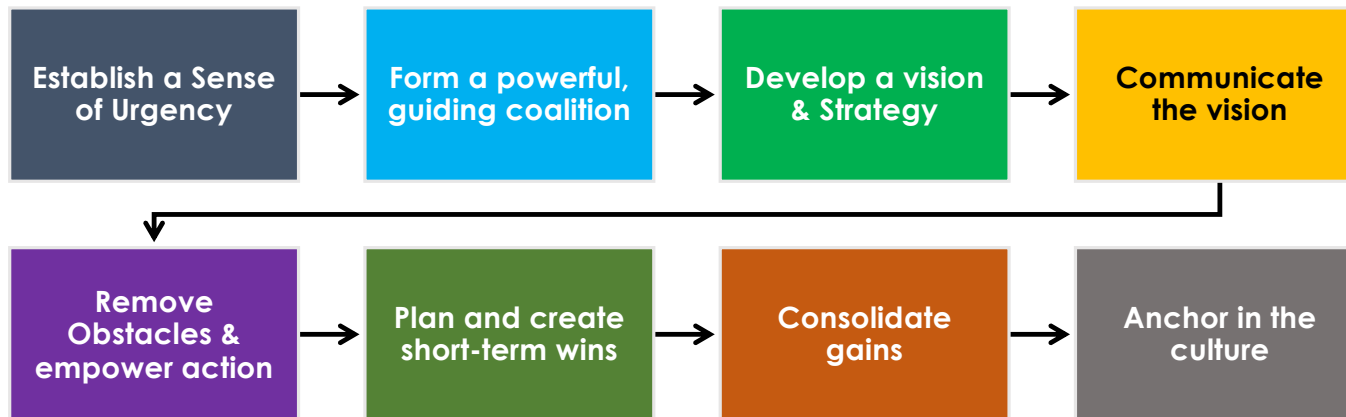 Establish a Sense
of Urgency
Form a powerful,
guiding coalition
Develop a vision
& Strategy
Communicate
the vision
Remove
Obstacles &
empower action
Plan and create
short-term wins
Consolidate
gains
Anchor in the
culture